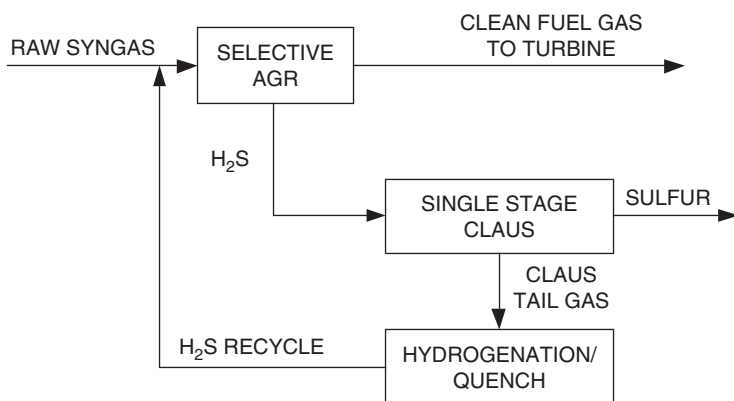 RAW SYNGAS
SELECTIVE
AGR
CLEAN FUEL GAS
TO TURBINE
H₂S
SINGLE STAGE
CLAUS
SULFUR
CLAUS
TAIL GAS
H₂S RECYCLE
HYDROGENATION/
QUENCH